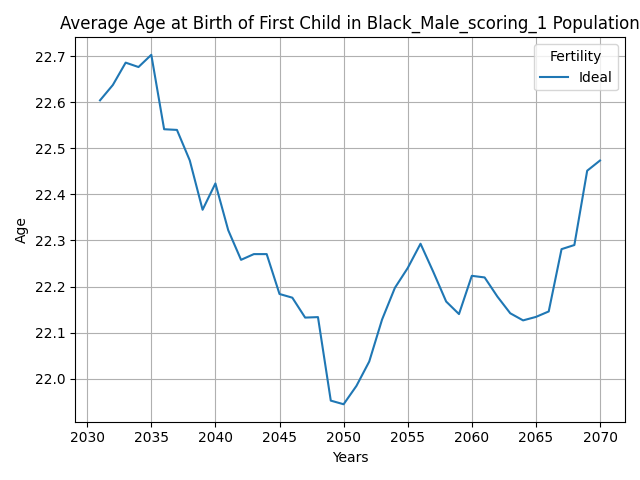 Average Age at Birth of First Child in Black_Male_scoring_1 Population
Fertility
Ideal
22.7
22.6
22.5
22.4
22.3
22.2
22.1
22.0
Age
2030 2035 2040 2045 2050 2055 2060 2065 2070
Years